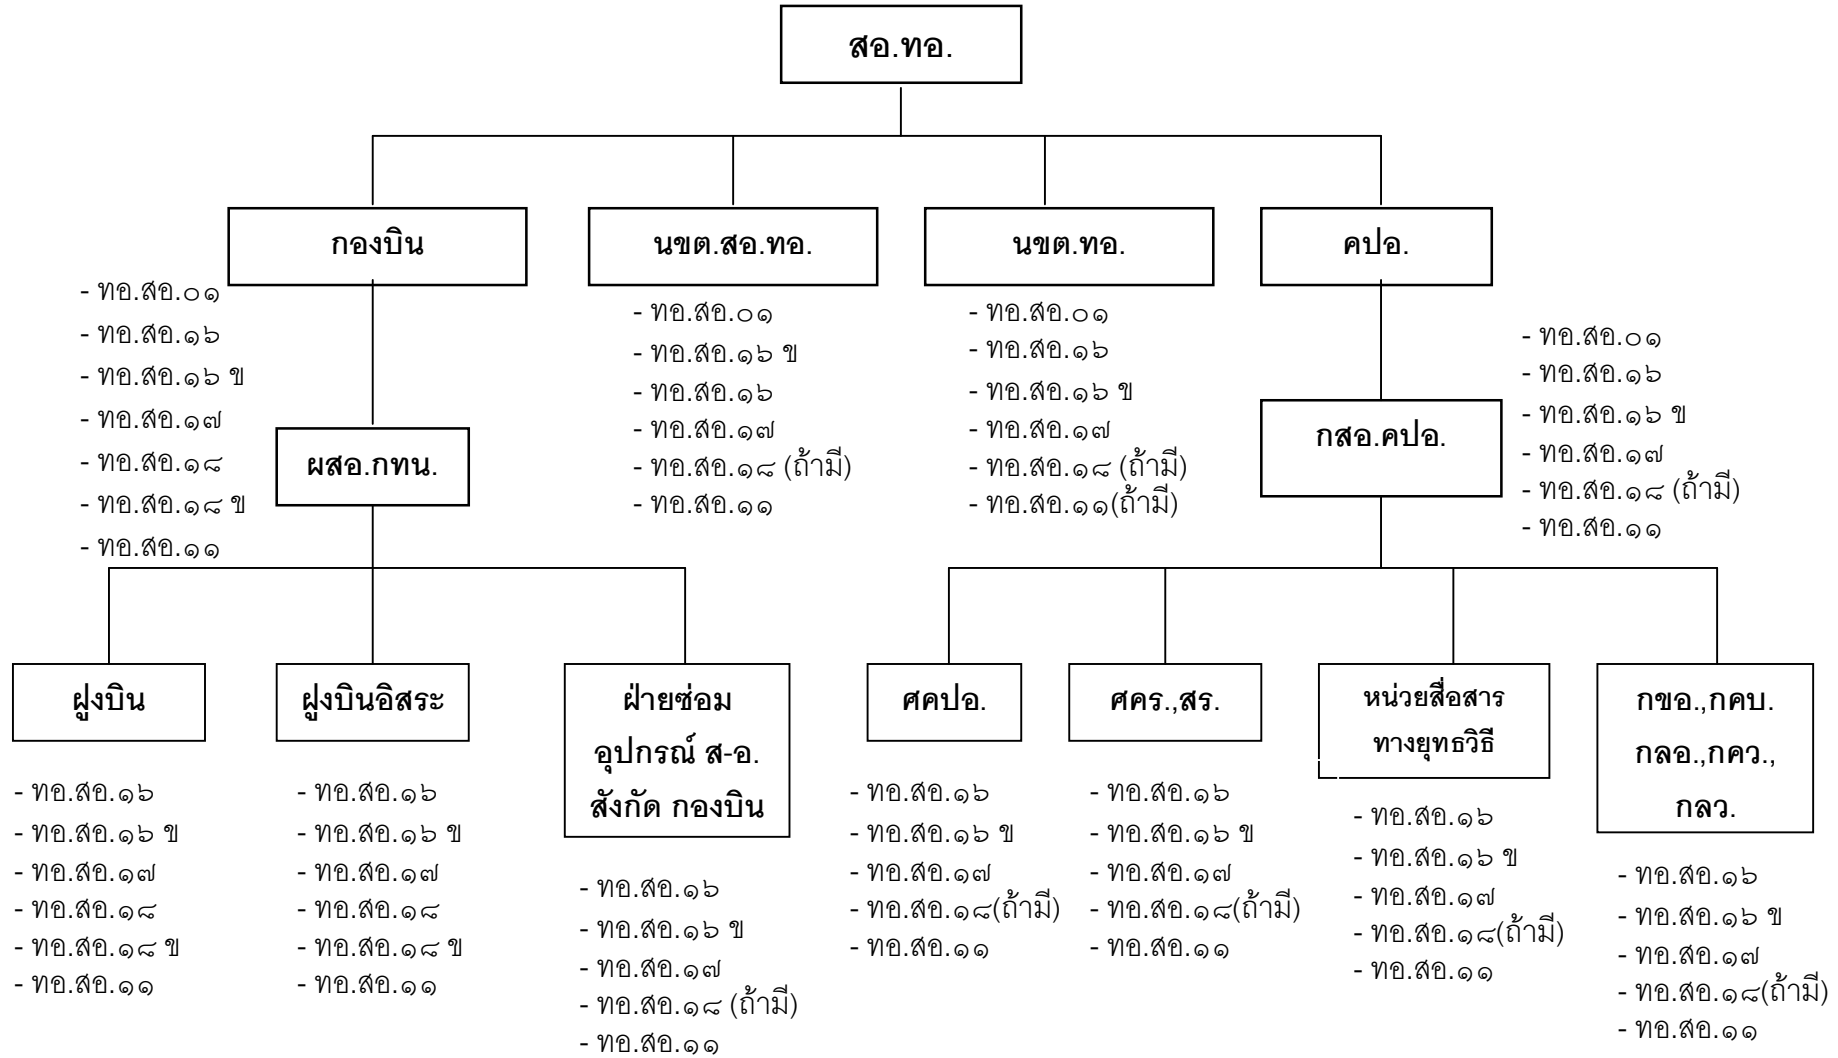 สอ.ทอ.
กองบิน
- ทอ.สอ.๐๑
- ทอ.สอ.๑๖
- ทอ.สอ.๑๖ ข
- ทอ.สอ.๑๗
- ทอ.สอ.๑๘
- ทอ.สอ.๑๘ ข
- ทอ.สอ.๑๑
นขต.สอ.ทอ.
- ทอ.สอ.๐๑
- ทอ.สอ.๑๖ ข
- ทอ.สอ.๑๖
- ทอ.สอ.๑๗
- ทอ.สอ.๑๘ (ถ้ามี)
- ทอ.สอ.๑๑
นขต.ทอ.
- ทอ.สอ.๐๑
- ทอ.สอ.๑๖
- ทอ.สอ.๑๖ ข
- ทอ.สอ.๑๗
- ทอ.สอ.๑๘ (ถ้ามี)
- ทอ.สอ.๑๑(ถ้ามี)
คปอ.
- ทอ.สอ.๐๑
- ทอ.สอ.๑๖
- ทอ.สอ.๑๖ ข
- ทอ.สอ.๑๗
- ทอ.สอ.๑๘ (ถ้ามี)
- ทอ.สอ.๑๑
ผสอ.กทน.
กสอ.คปอ.
ฝูงบิน
- ทอ.สอ.๑๖
- ทอ.สอ.๑๖ ข
- ทอ.สอ.๑๗
- ทอ.สอ.๑๘
- ทอ.สอ.๑๘ ข
- ทอ.สอ.๑๑
ฝูงบินอิสระ
- ทอ.สอ.๑๖
- ทอ.สอ.๑๖ ข
- ทอ.สอ.๑๗
- ทอ.สอ.๑๘
- ทอ.สอ.๑๘ ข
- ทอ.สอ.๑๑
ฝ่ายซ่อม
อุปกรณ์ ส-อ.
สังกัด กองบิน
- ทอ.สอ.๑๖
- ทอ.สอ.๑๖ ข
- ทอ.สอ.๑๗
- ทอ.สอ.๑๘ (ถ้ามี)
- ทอ.สอ.๑๑
ศคปอ.
- ทอ.สอ.๑๖
- ทอ.สอ.๑๖ ข
- ทอ.สอ.๑๗
- ทอ.สอ.๑๘(ถ้ามี)
- ทอ.สอ.๑๑
ศคร.,สร.
- ทอ.สอ.๑๖
- ทอ.สอ.๑๖ ข
- ทอ.สอ.๑๗
- ทอ.สอ.๑๘(ถ้ามี)
- ทอ.สอ.๑๑
หน่วยสื่อสาร
ทางยุทธวิธี
- ทอ.สอ.๑๖
- ทอ.สอ.๑๖ ข
- ทอ.สอ.๑๗
- ทอ.สอ.๑๘(ถ้ามี)
- ทอ.สอ.๑๑
กขอ.,กคบ.
กลอ.,กคว.,
กลว.
- ทอ.สอ.๑๖
- ทอ.สอ.๑๖ ข
- ทอ.สอ.๑๗
- ทอ.สอ.๑๘(ถ้ามี)
- ทอ.สอ.๑๑